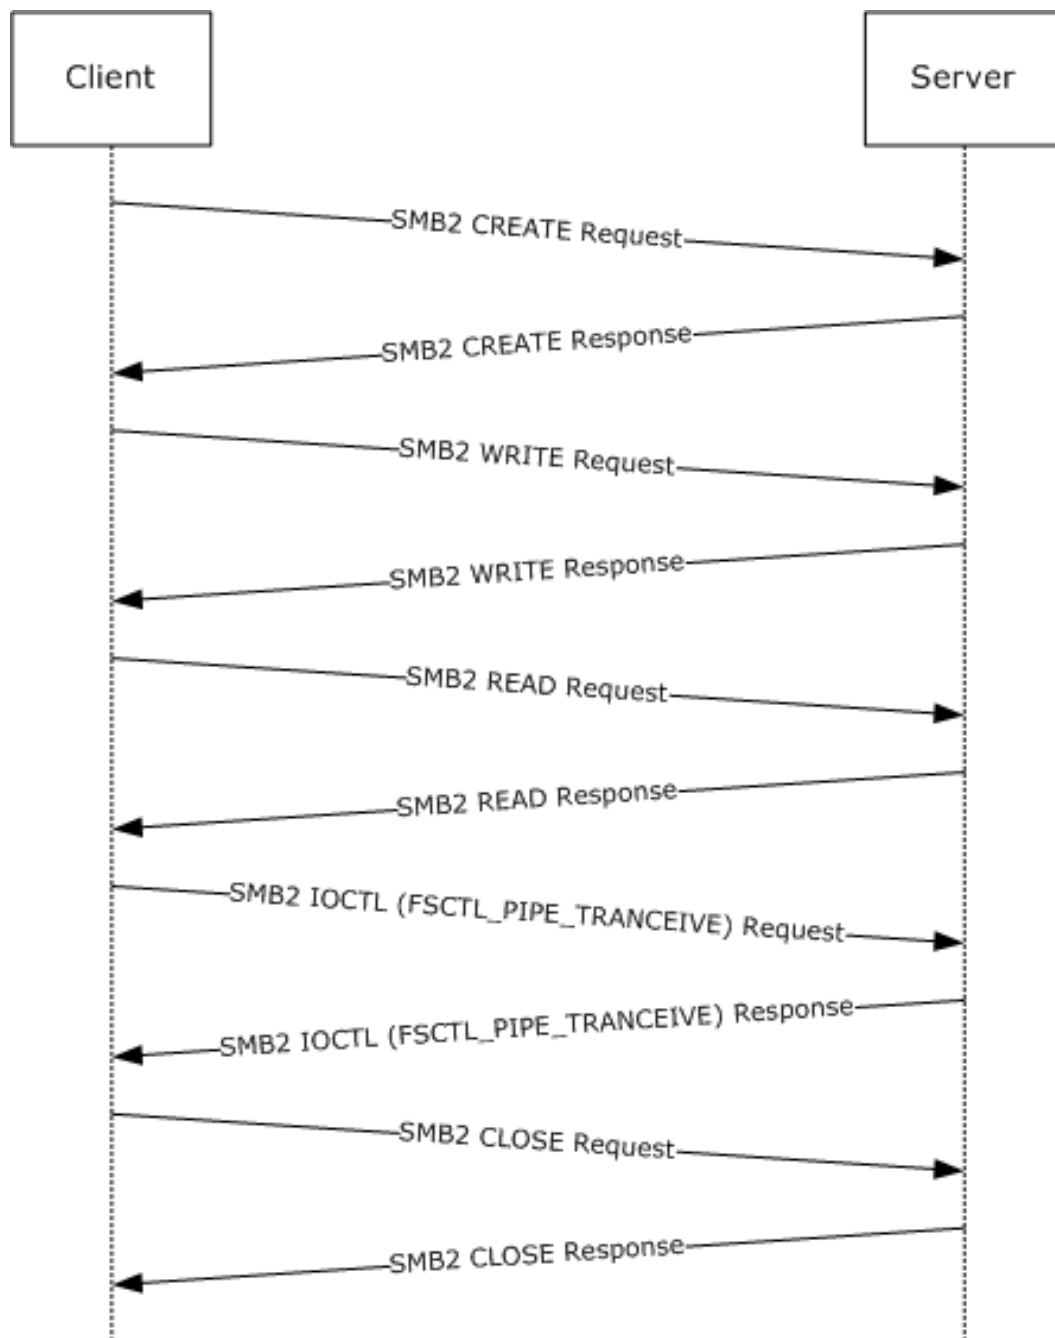 Client
Server
SMB2 CREATE Request
SMB2 CREATE Response
SMB2 WRITE Request
SMB2 WRITE Response
SMB2 READ Request
SMB2 READ Response
SMB2 IOCTL (FSCTL_PIPE_TRANCEIVE) Request
SMB2 IOCTL (FSCTL_PIPE_TRANCEIVE) Response
SMB2 CLOSE Request
SMB2 CLOSE Response